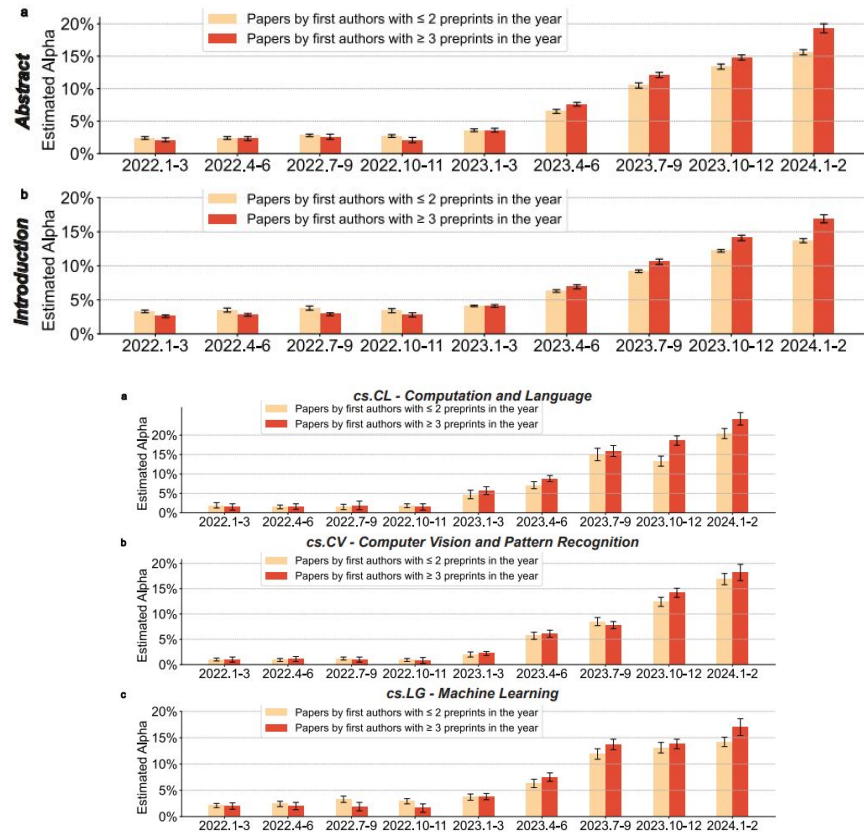 a
Abstract
Estimated Alpha
20%
15%
10%
5%
0%
Papers by first authors with ≤ 2 preprints in the year
Papers by first authors with ≥ 3 preprints in the year
2022.1-3 2022.4-6 2022.7-9 2022.10-11 2023.1-3 2023.4-6 2023.7-9 2023.10-12 2024.1-2
b
Introduction
Estimated Alpha
20%
15%
10%
5%
0%
Papers by first authors with ≤ 2 preprints in the year
Papers by first authors with ≥ 3 preprints in the year
2022.1-3 2022.4-6 2022.7-9 2022.10-11 2023.1-3 2023.4-6 2023.7-9 2023.10-12 2024.1-2
a
cs.CL - Computation and Language
Estimated Alpha
20%
15%
10%
5%
0%
Papers by first authors with ≤ 2 preprints in the year
Papers by first authors with ≥ 3 preprints in the year
2022.1-3 2022.4-6 2022.7-9 2022.10-11 2023.1-3 2023.4-6 2023.7-9 2023.10-12 2024.1-2
b
cs.CV - Computer Vision and Pattern Recognition
Estimated Alpha
20%
15%
10%
5%
0%
Papers by first authors with ≤ 2 preprints in the year
Papers by first authors with ≥ 3 preprints in the year
2022.1-3 2022.4-6 2022.7-9 2022.10-11 2023.1-3 2023.4-6 2023.7-9 2023.10-12 2024.1-2
c
cs.LG - Machine Learning
Estimated Alpha
20%
15%
10%
5%
0%
Papers by first authors with ≤ 2 preprints in the year
Papers by first authors with ≥ 3 preprints in the year
2022.1-3 2022.4-6 2022.7-9 2022.10-11 2023.1-3 2023.4-6 2023.7-9 2023.10-12 2024.1-2